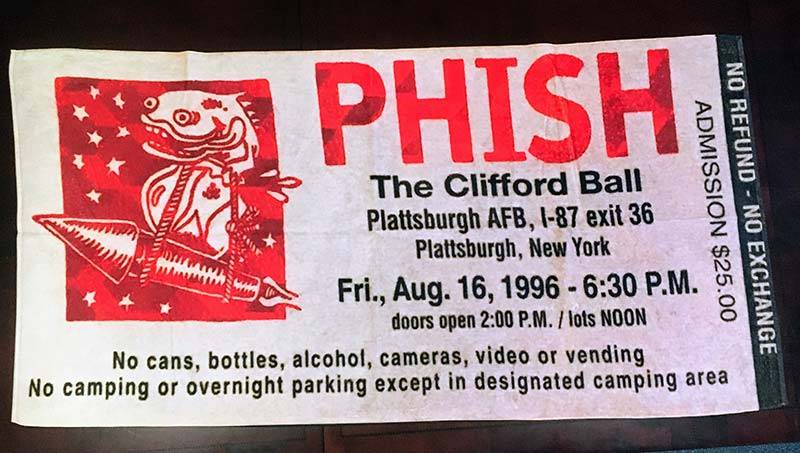 PHISH
The Clifford Ball
Plattsburgh AFB, I-87 exit 36
Plattsburgh, New York
Fri., Aug. 16, 1996 - 6:30 P.M.
doors open 2:00 P.M. / lots NOON
No cans, bottles, alcohol, cameras, video or vending
No camping or overnight parking except in designated camping area
ADMISSION $25.00
NO REFUND - NO EXCHANGE